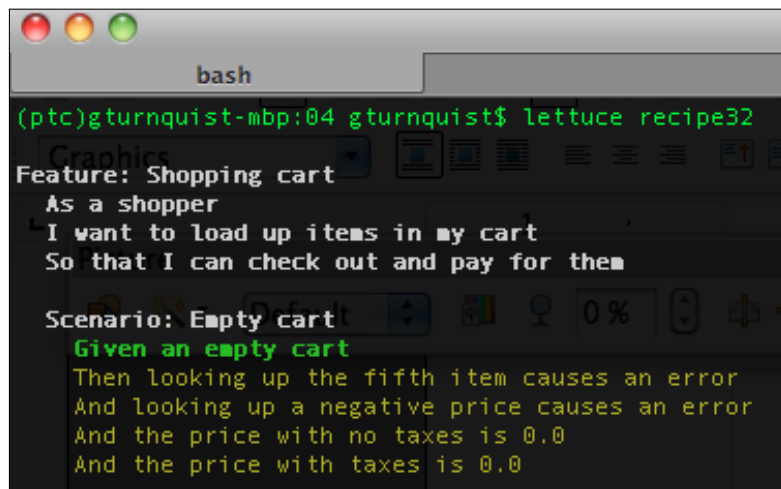 bash
(ptc)gturnquist-mbp:04 gturnquist$ lettuce recipe32
Graphics
Feature: Shopping cart
As a shopper
I want to load up items in my cart
So that I can check out and pay for them
Default
0 %
Scenario: Empty cart
Given an empty cart
Then looking up the fifth item causes an error
And looking up a negative price causes an error
And the price with no taxes is 0.0
And the price with taxes is 0.0